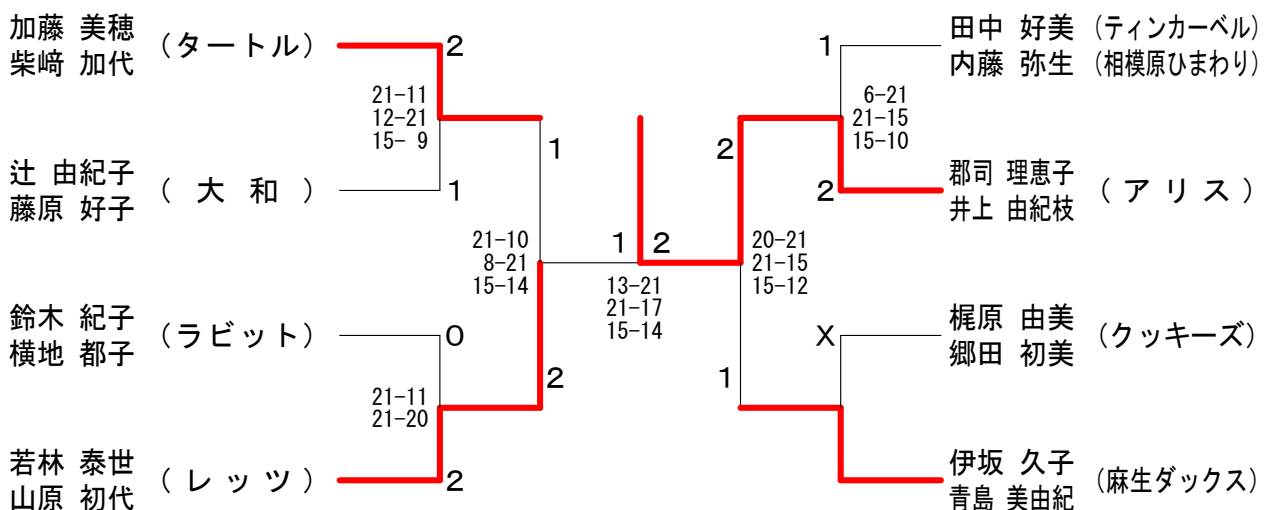 加藤 美穂
柴﨑 加代
(タートル)
2
21-11
12-21
15- 9
1
辻 由紀子
藤原 好子
(大和)
1
21-10
8-21
15-14
鈴木 紀子
横地 都子
(ラビット)
0
21-11
21-20
2
若林 泰世
山原 初代
(レッツ)
2
1 2
13-21
21-17
15-14
田中 好美 (ティンカーベル)
内藤 弥生 (相模原ひまわり)
1
6-21
21-15
15-10
2
郡司 理恵子
井上 由紀枝
(アリス)
2
20-21
21-15
15-12
梶原 由美
郷田 初美
(クッキーズ)
X
1
伊坂 久子
青島 美由紀
(麻生ダックス)